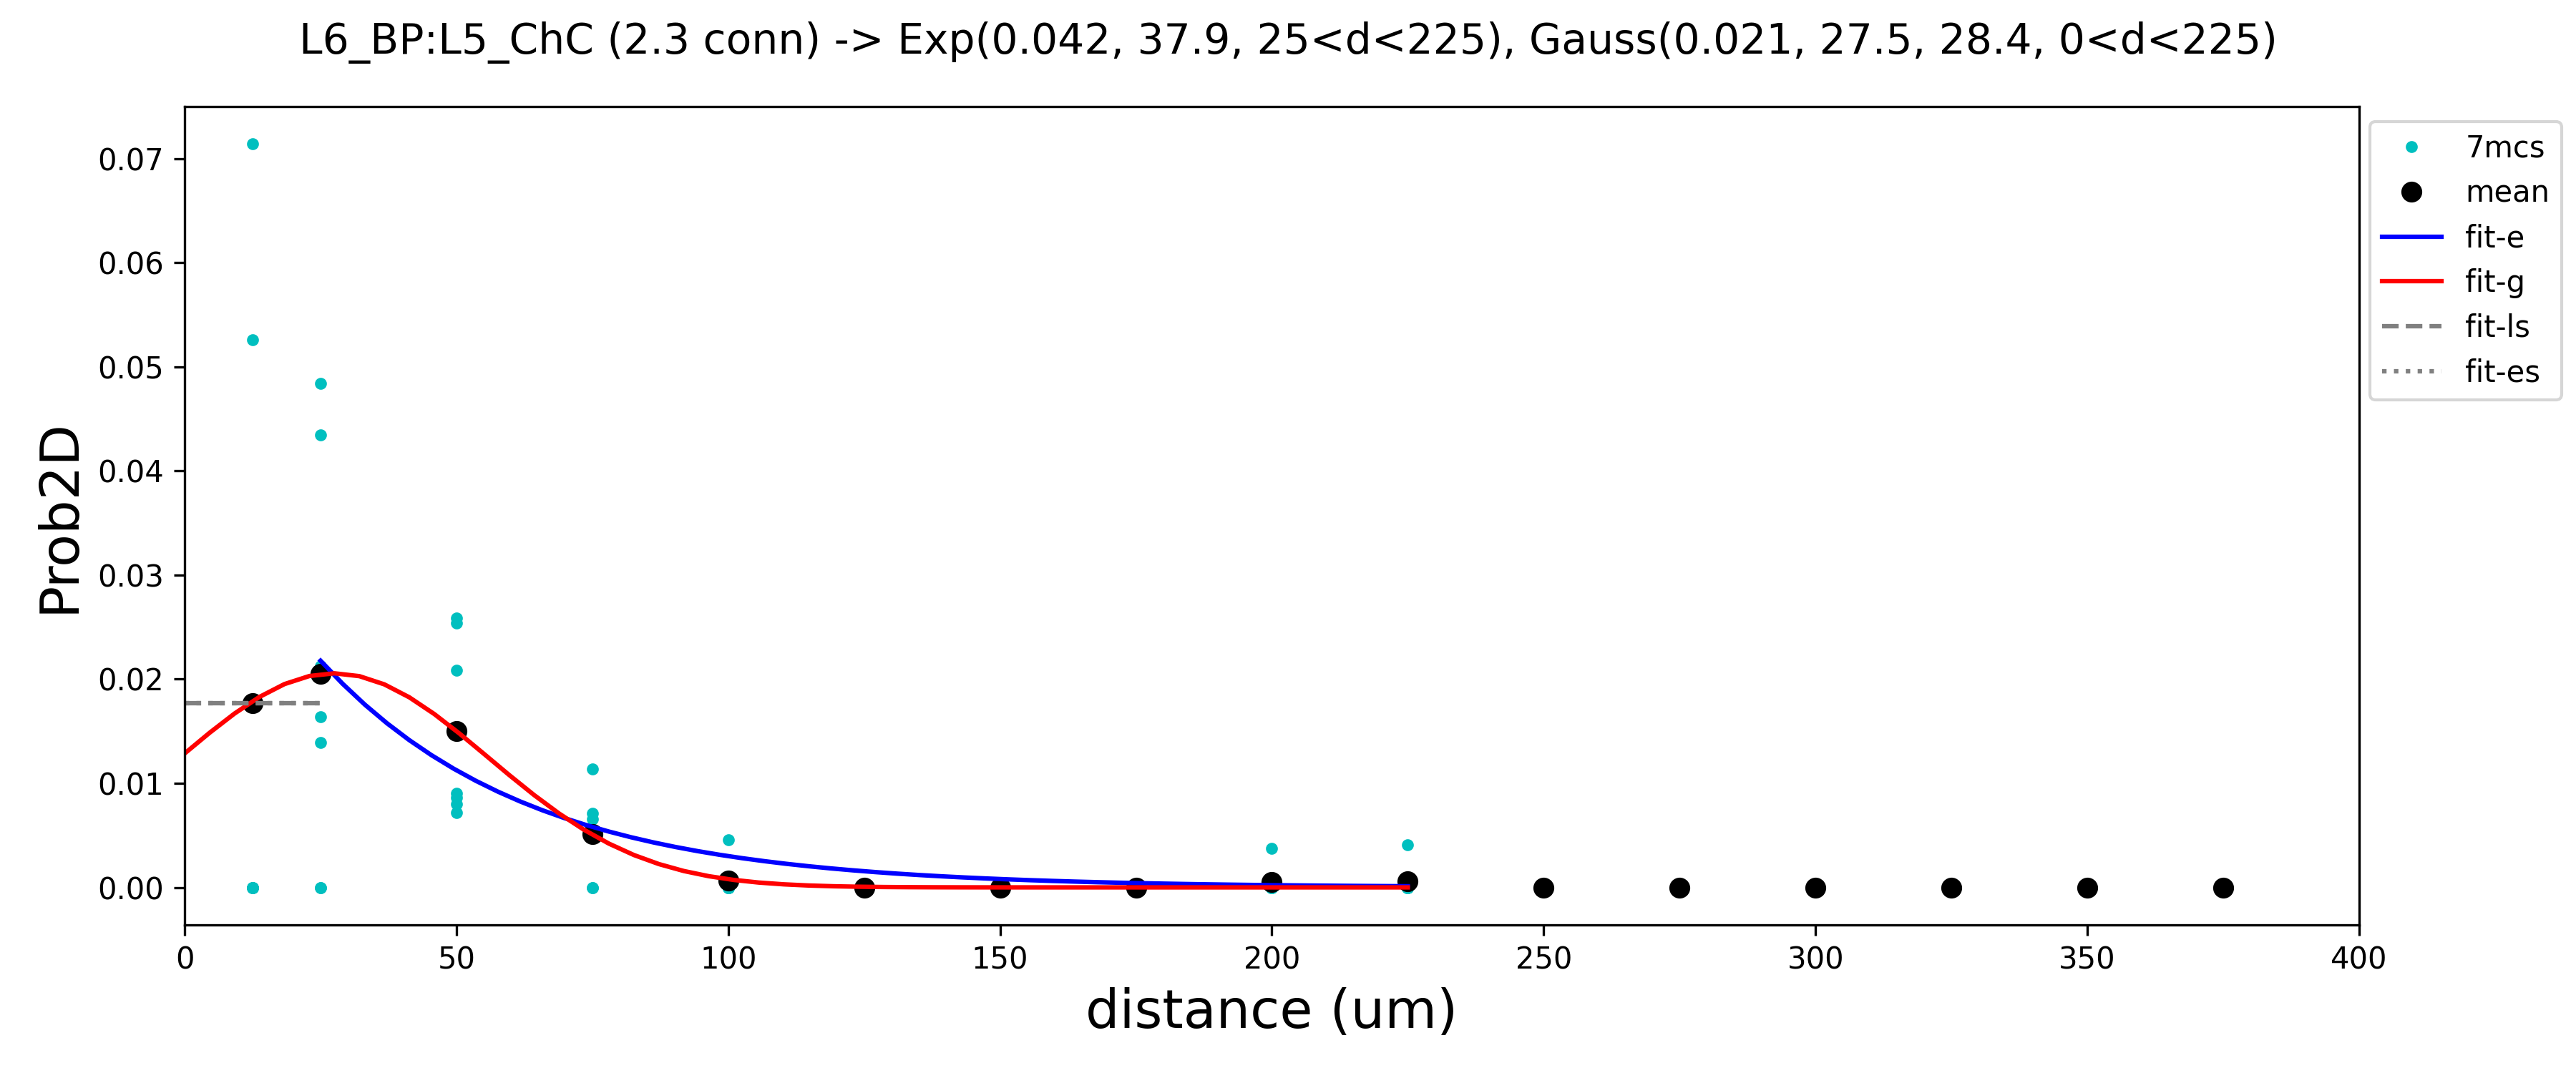 L6_BP:L5_ChC (2.3 conn) -> Exp(0.042, 37.9, 25<d<225), Gauss(0.021, 27.5, 28.4, 0<d<225)
7mcs
mean
fit-e
fit-g
fit-ls
fit-es
0.07
0.06
0.05
0.04
0.03
0.02
0.01
0.00
Prob2D
0 50 100 150 200 250 300 350 400
distance (um)